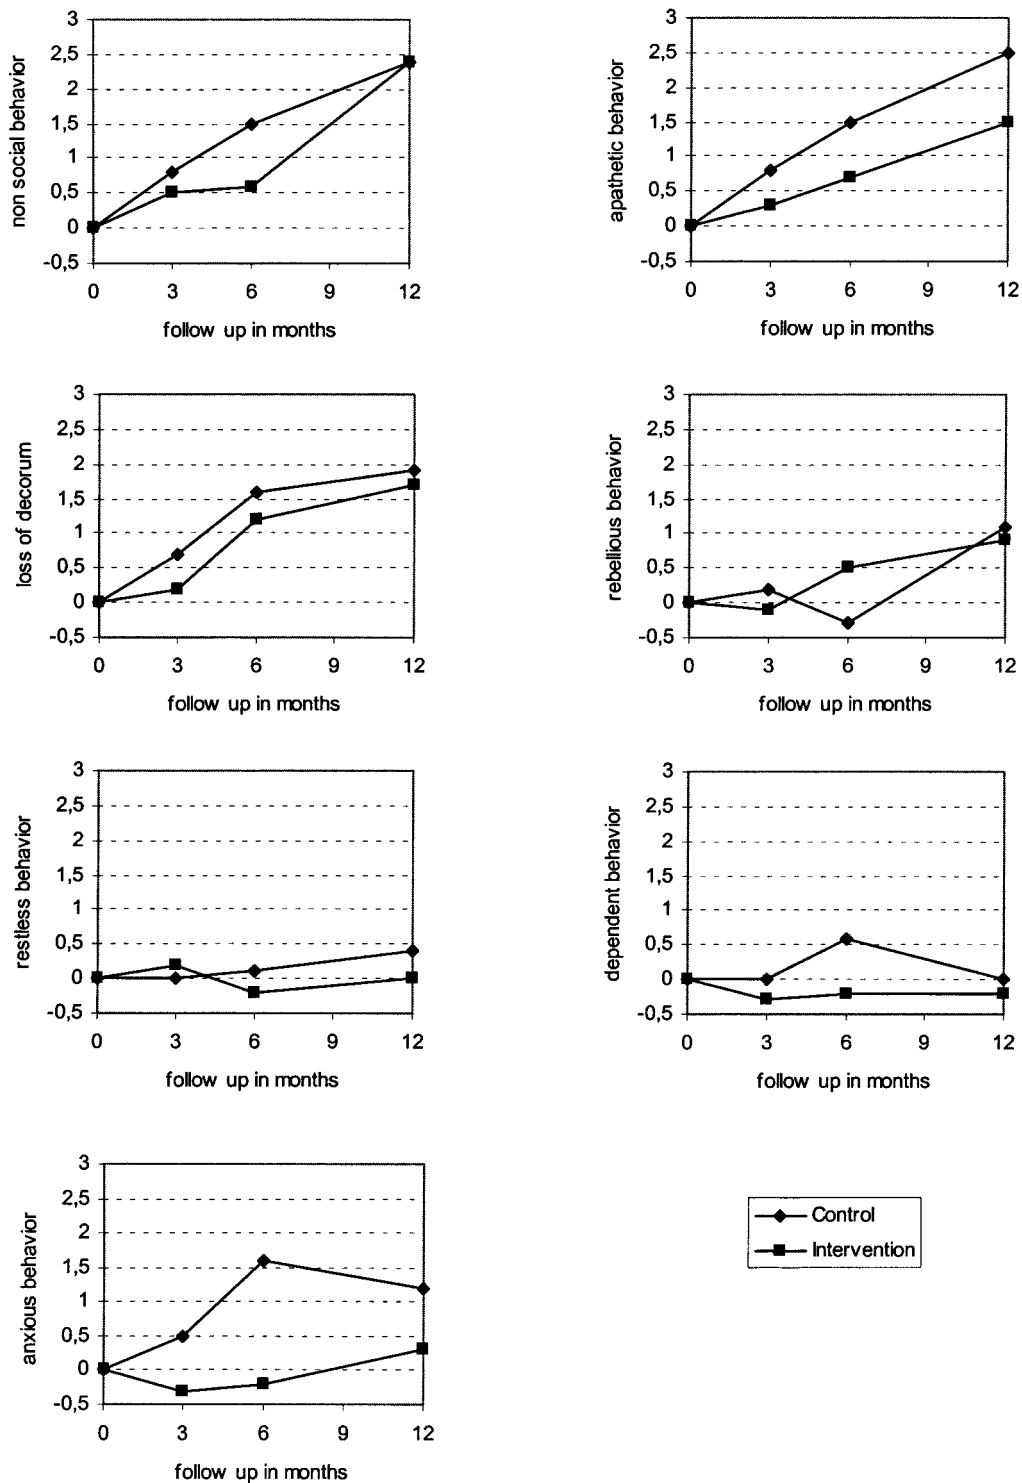 3
2,5
2
1,5
1
0,5
0
-0,5
non social behavior
0 3 6 9 12
follow up in months
3
2,5
2
1,5
1
0,5
0
-0,5
apathetic behavior
0 3 6 9 12
follow up in months
3
2,5
2
1,5
1
0,5
0
-0,5
loss of decorum
0 3 6 9 12
follow up in months
3
2,5
2
1,5
1
0,5
0
-0,5
rebellious behavior
0 3 6 9 12
follow up in months
3
2,5
2
1,5
1
0,5
0
-0,5
restless behavior
0 3 6 9 12
follow up in months
3
2,5
2
1,5
1
0,5
0
-0,5
dependent behavior
0 3 6 9 12
follow up in months
3
2,5
2
1,5
1
0,5
0
-0,5
anxious behavior
0 3 6 9 12
follow up in months
Control
Intervention